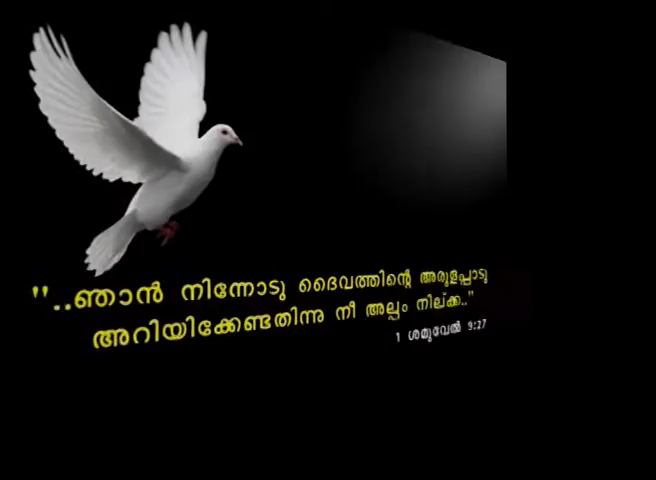 "..ഞാൻ നിന്നോടു ദൈവത്തിന്റെ അരുളപ്പാടു
അറിയിക്കേണ്ടതിന്നു നീ അല്പം നില്ക്ക.."
1 ശമൂവേൽ 9:27